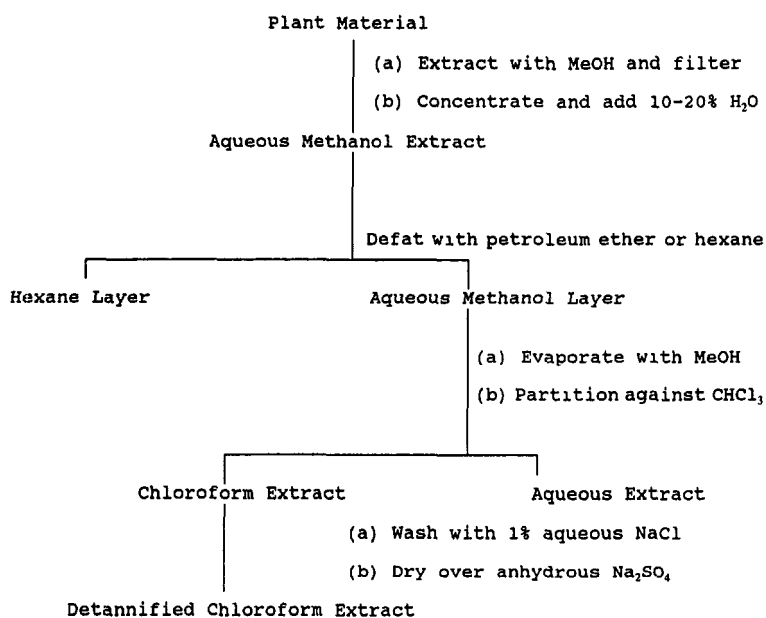 Plant Material
(a) Extract with MeOH and filter
(b) Concentrate and add 10-20% H₂O
Aqueous Methanol Extract
Defat with petroleum ether or hexane
Hexane Layer
Aqueous Methanol Layer
(a) Evaporate with MeOH
(b) Partition against CHCl₃
Chloroform Extract
Aqueous Extract
(a) Wash with 1% aqueous NaCl
(b) Dry over anhydrous Na₂SO₄
Detannified Chloroform Extract